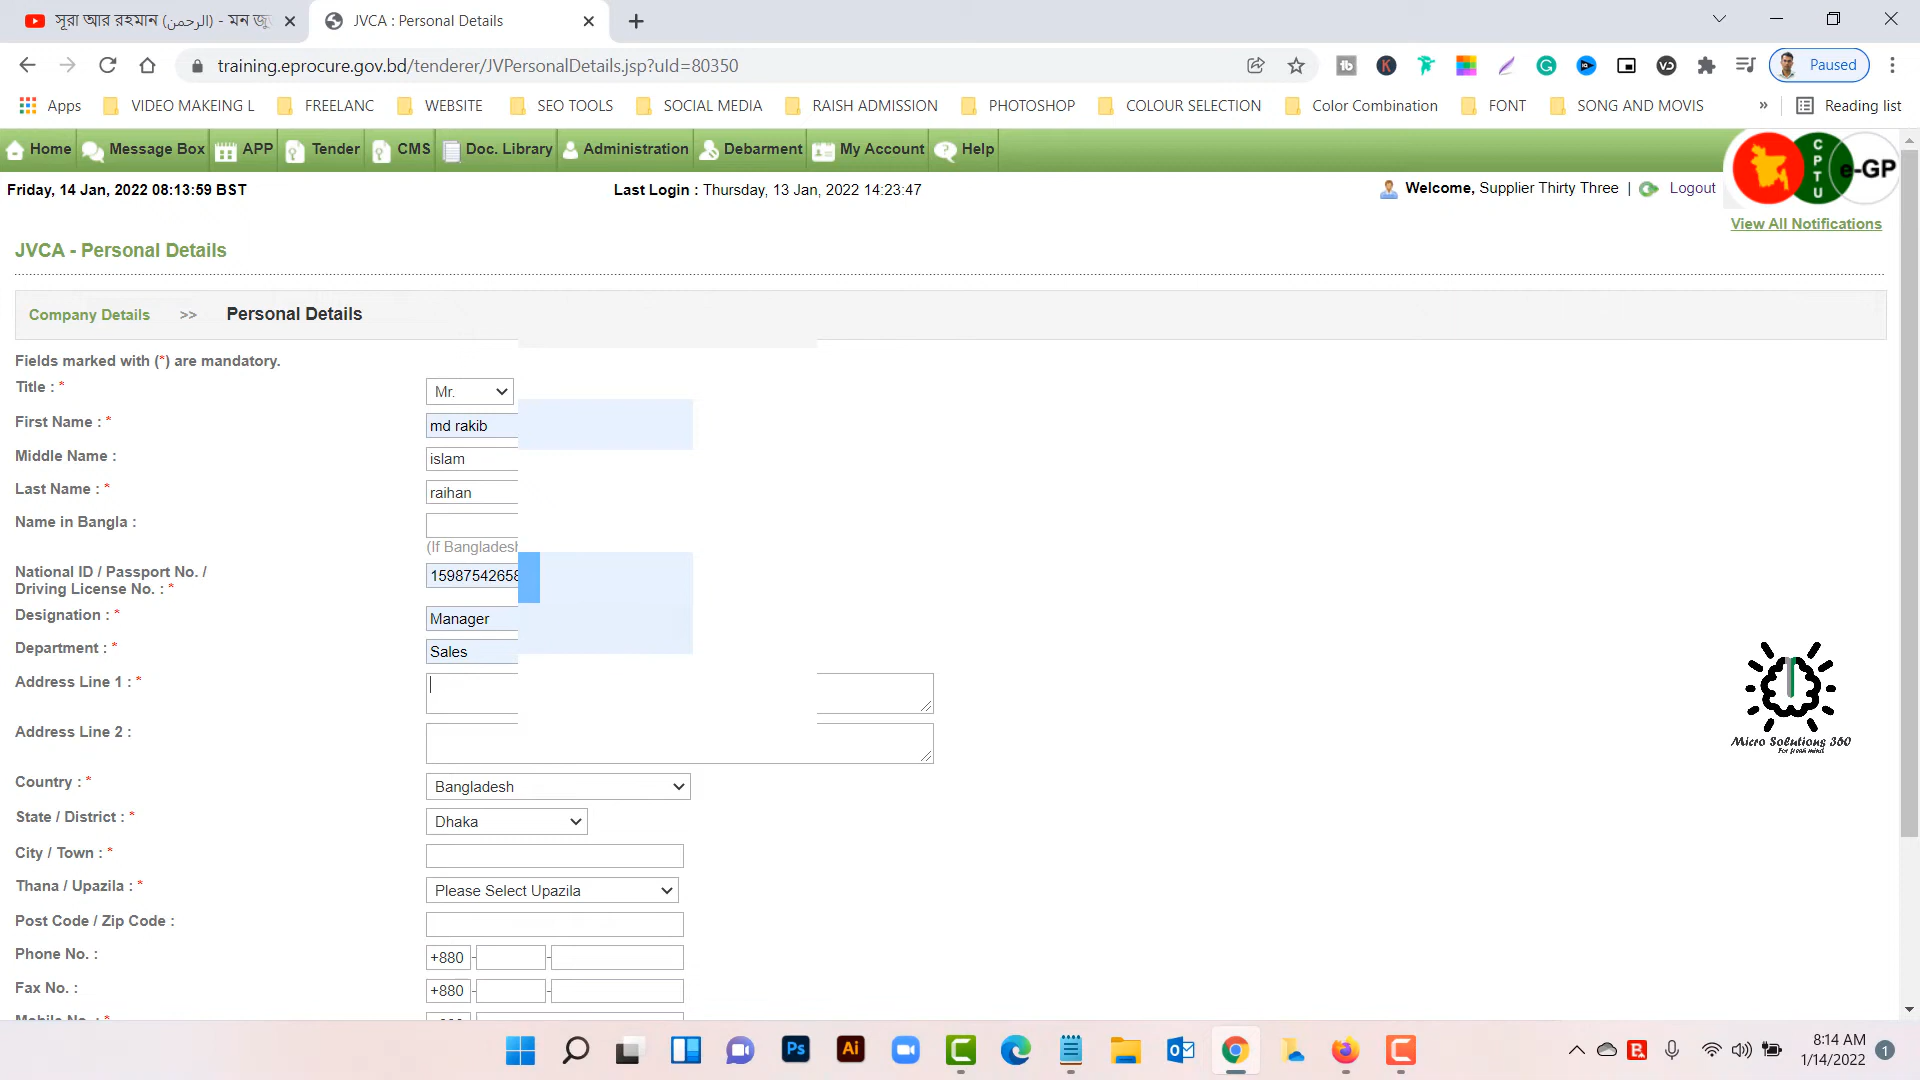 সূরা আর রহমান (الرحمن) - মন জু
JVCA : Personal Details
training.eprocure.gov.bd/tenderer/JVPersonalDetails.jsp?uId=80350
Paused
Apps VIDEO MAKEING L FREELANC WEBSITE SEO TOOLS SOCIAL MEDIA RAISH ADMISSION PHOTOSHOP COLOUR SELECTION Color Combination FONT SONG AND MOVIS » Reading list
Home Message Box APP Tender CMS Doc. Library Administration Debarment My Account Help
CPTU e-GP
Friday, 14 Jan, 2022 08:13:59 BST Last Login : Thursday, 13 Jan, 2022 14:23:47 Welcome, Supplier Thirty Three | Logout
View All Notifications
JVCA - Personal Details
Company Details >> Personal Details
Fields marked with (*) are mandatory.
Title : * Mr.
First Name : * md rakib
Middle Name : islam
Last Name : * raihan
Name in Bangla :
(If Bangladesh
National ID / Passport No. / 15987542658
Driving License No. : *
Designation : * Manager
Department : * Sales
Address Line 1 : *
Address Line 2 :
Micro Solutions 360
For fresh mind
Country : * Bangladesh
State / District : * Dhaka
City / Town : *
Thana / Upazila : * Please Select Upazila
Post Code / Zip Code :
Phone No. : +880 - -
Fax No. : +880 - -
Mobile No. : *
8:14 AM
1/14/2022
1